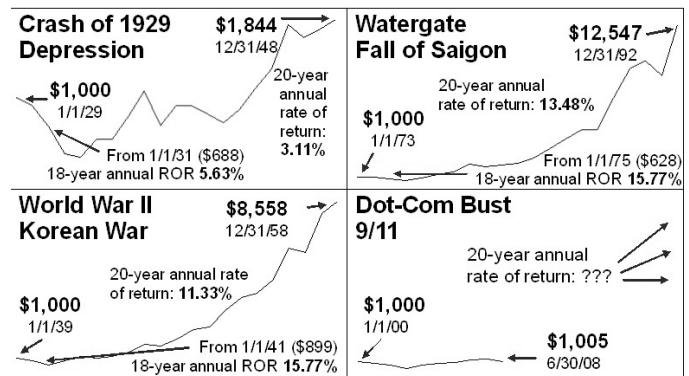 Crash of 1929
Depression
$1,844
12/31/48
$1,000
1/1/29
20-year
annual
rate of
return:
3.11%
From 1/1/31 ($688)
18-year annual ROR 5.63%
Watergate
Fall of Saigon
$12,547
12/31/92
20-year annual
rate of return: 13.48%
$1,000
1/1/73
From 1/1/75 ($628)
18-year annual ROR 15.77%
World War II
Korean War
$8,558
12/31/58
20-year annual rate
of return: 11.33%
$1,000
1/1/39
From 1/1/41 ($899)
18-year annual ROR 15.77%
Dot-Com Bust
9/11
20-year annual
rate of return: ???
$1,000
1/1/00
$1,005
6/30/08